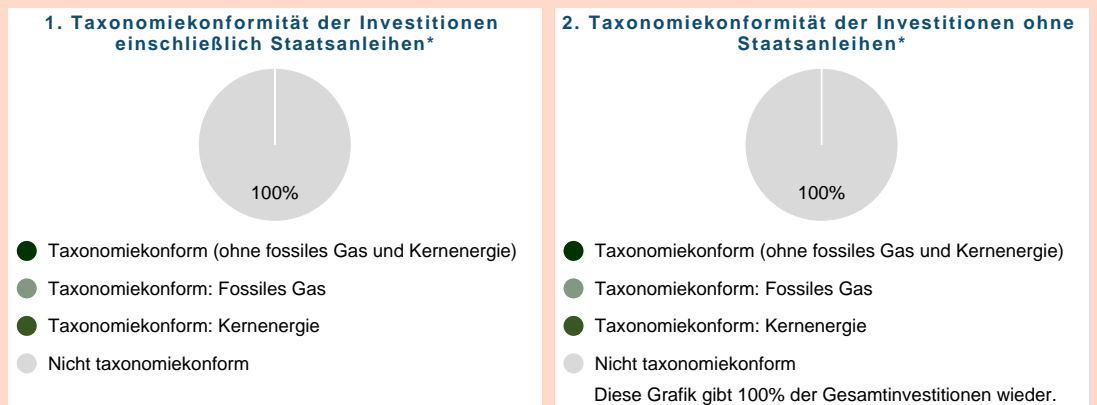 1. Taxonomiekonformität der Investitionen
einschließlich Staatsanleihen*
100%
Taxonomiekonform (ohne fossiles Gas und Kernenergie)
Taxonomiekonform: Fossiles Gas
Taxonomiekonform: Kernenergie
Nicht taxonomiekonform
2. Taxonomiekonformität der Investitionen ohne
Staatsanleihen*
100%
Taxonomiekonform (ohne fossiles Gas und Kernenergie)
Taxonomiekonform: Fossiles Gas
Taxonomiekonform: Kernenergie
Nicht taxonomiekonform
Diese Grafik gibt 100% der Gesamtinvestitionen wieder.